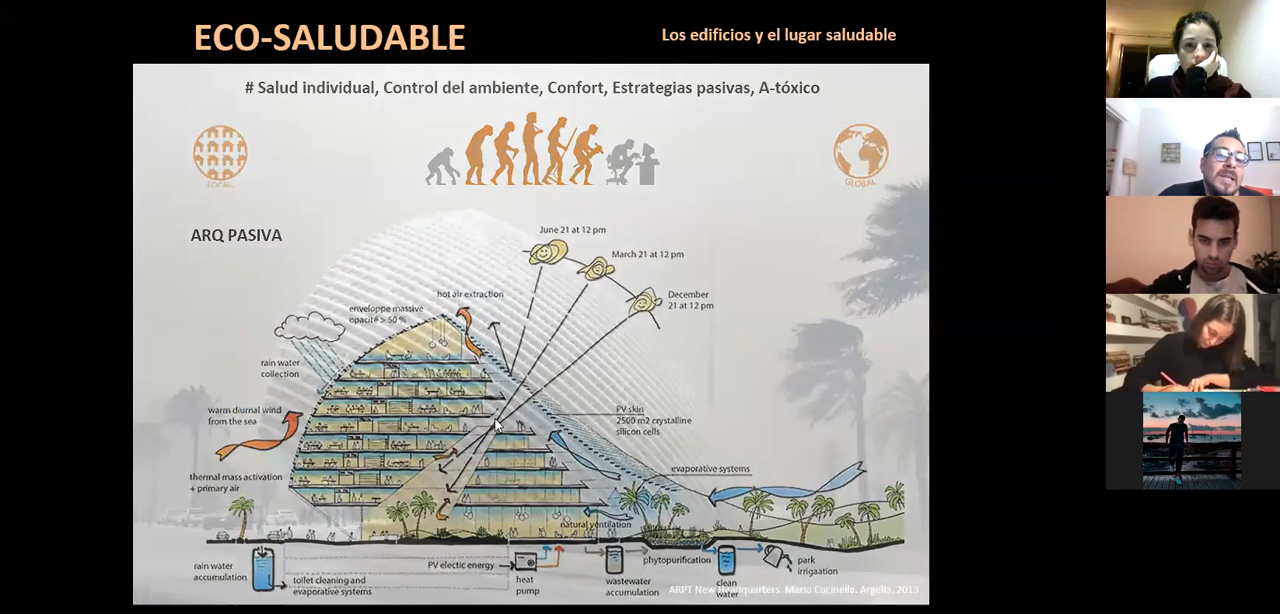 ECO-SALUDABLE
Los edificios y el lugar saludable
# Salud individual, Control del ambiente, Confort, Estrategias pasivas, A-tóxico
LOCAL
GLOBAL
ARQ PASIVA
June 21 at 12 pm
March 21 at 12 pm
December
21 at 12 pm
hot air extraction
enveloppe massive
opacité > 50 %
rain water
collection
warm diurnal wind
from the sea
PV skin
2500 m2 crystalline
silicon cells
evaporative systems
thermal mass activation
+ primary air
natural ventilation
rain water
accumulation
toilet cleaning and
evaporative systems
PV electic energy
heat
pump
wastewater
accumulation
phytopurification
clean
water
park
irrigaation
ARPT New Headquarters. Mario Cucinella. Argelia, 2013